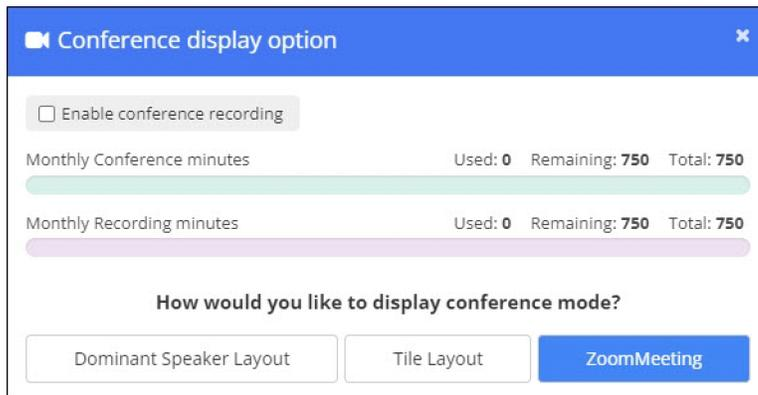 Conference display option
Enable conference recording
Monthly Conference minutes Used: 0 Remaining: 750 Total: 750
Monthly Recording minutes Used: 0 Remaining: 750 Total: 750
How would you like to display conference mode?
Dominant Speaker Layout Tile Layout ZoomMeeting